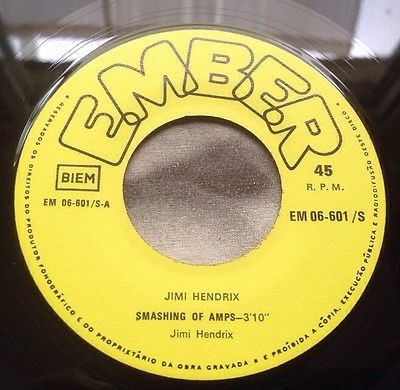 E.M.B.E.R
BIEM
45
R. P. M.
EM 06-601/S-A
EM 06-601 /S
JIMI HENDRIX
SMASHING OF AMPS—3'10"
Jimi Hendrix
• RESERVADOS OS DIREITOS DO PRODUTOR FONOGRÁFICO E DO PROPRIETÁRIO DA OBRA GRAVADA • E PROIBIDA A CÓPIA, EXECUÇÃO PÚBLICA E RADIODIFUSÃO DESTE DISCO •